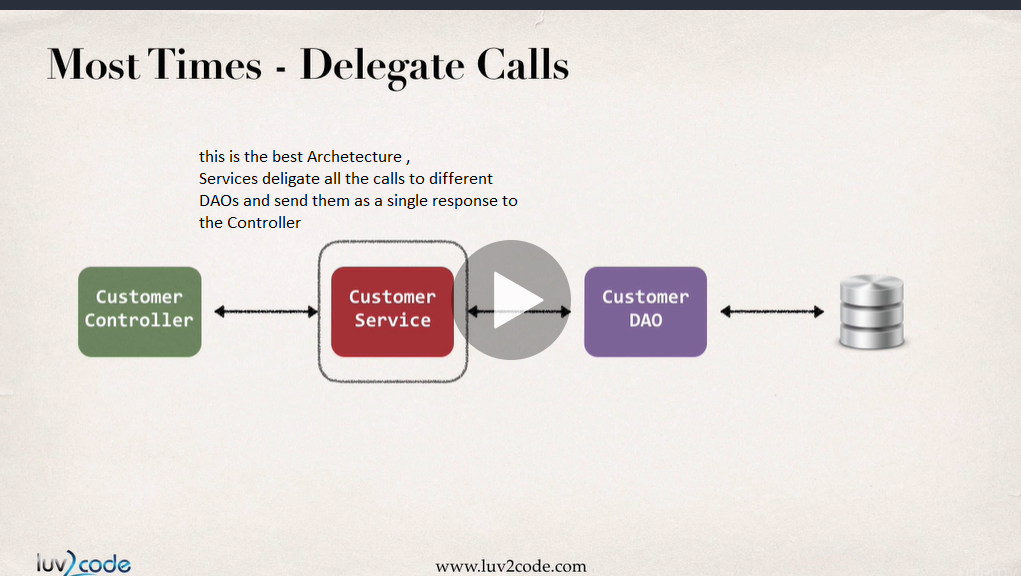 Most Times - Delegate Calls
this is the best Archetecture ,
Services deligate all the calls to different
DAOs and send them as a single response to
the Controller
Customer
Controller
Customer
Service
Customer
DAO
luv2code
www.luv2code.com